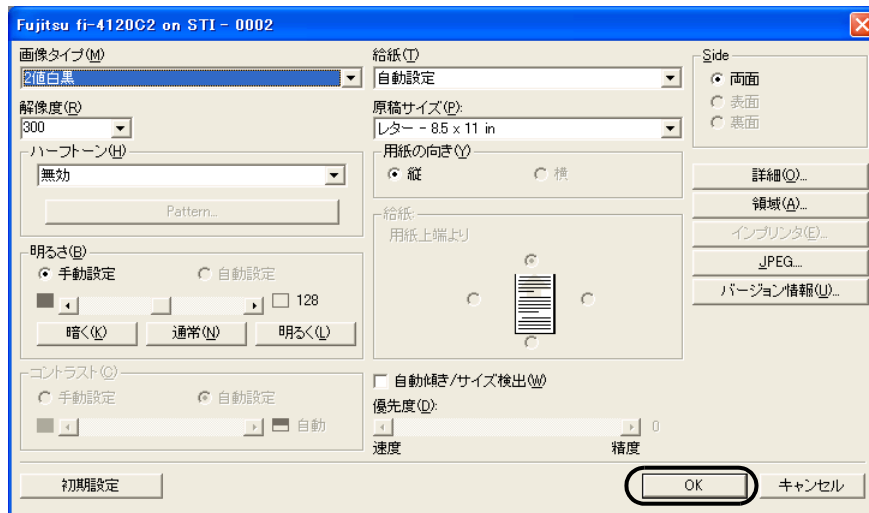 Fujitsu fi-4120C2 on STI - 0002
画像タイプ(M)
2値白黒
解像度(R)
300
ハーフトーン(H)
無効
Pattern...
明るさ(B)
手動設定 自動設定
128
暗く(K) 通常(N) 明るく(L)
コントラスト(C)
手動設定 自動設定
自動
給紙(T)
自動設定
原稿サイズ(P):
レター - 8.5 x 11 in
用紙の向き(Y)
縦 横
給紙:
用紙上端より
自動傾き/サイズ検出(W)
優先度(D):
0
速度 精度
Side
両面
表面
裏面
詳細(O)...
領域(A)...
インプリンタ(E)...
JPEG...
バージョン情報(U)...
初期設定 OK キャンセル